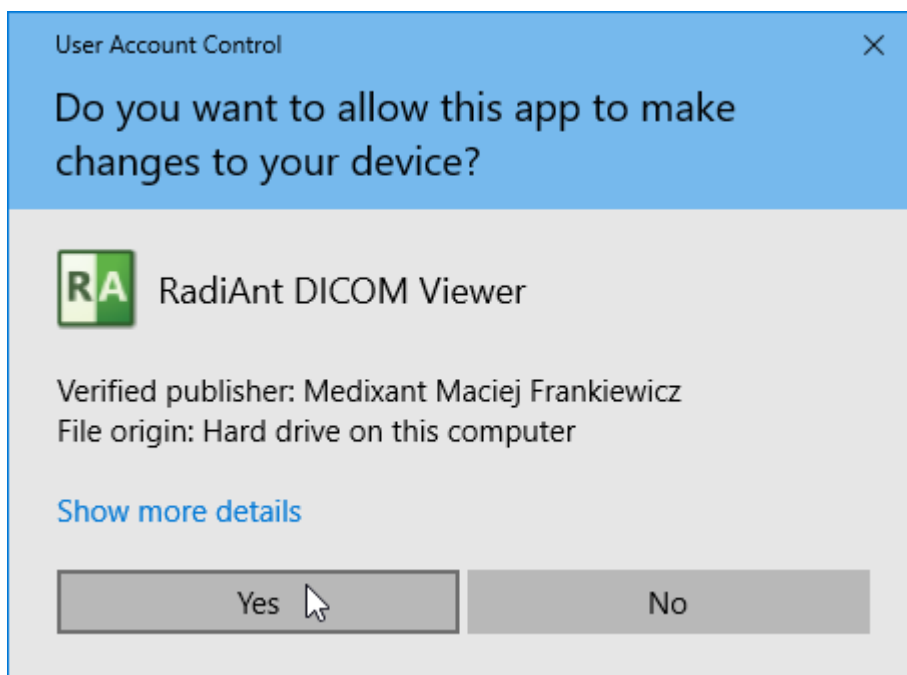 User Account Control
Do you want to allow this app to make
changes to your device?
RA
RadiAnt DICOM Viewer
Verified publisher: Medixant Maciej Frankiewicz
File origin: Hard drive on this computer
Show more details
Yes
No